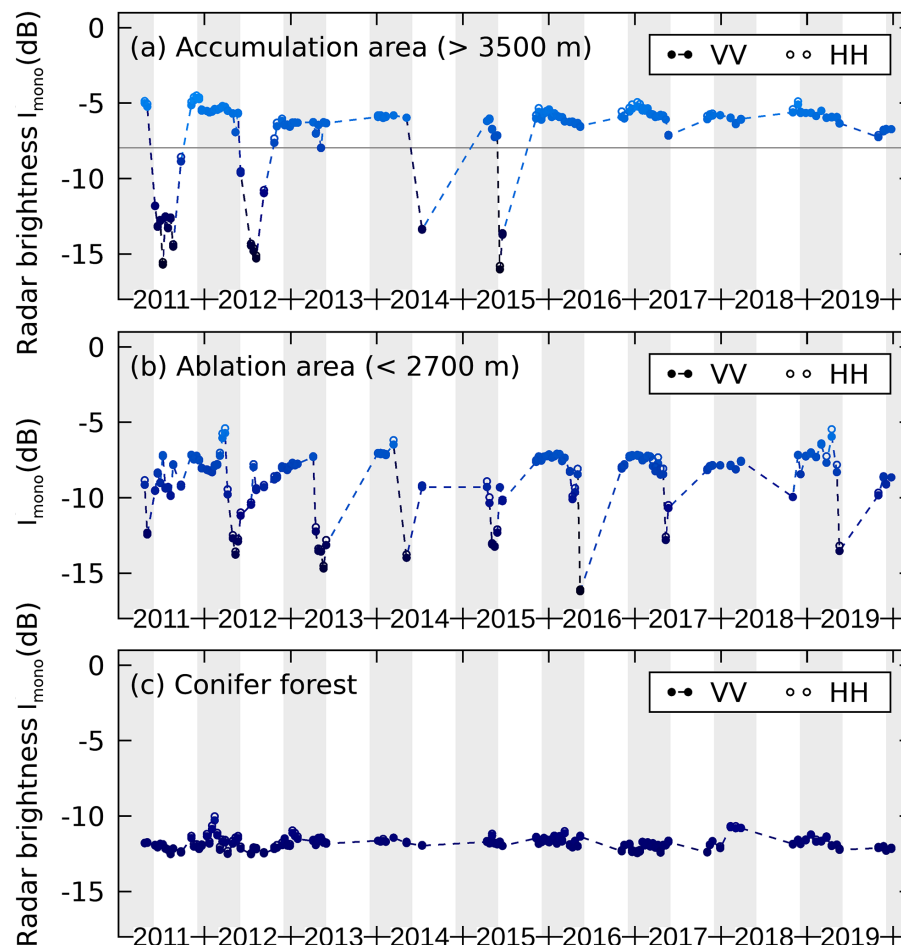 0
(a) Accumulation area (> 3500 m)
VV HH
-5
-10
-15
Radar brightness Imono(dB)
2011 2012 2013 2014 2015 2016 2017 2018 2019
0
(b) Ablation area (< 2700 m)
VV HH
-5
-10
-15
Imono(dB)
2011 2012 2013 2014 2015 2016 2017 2018 2019
0
(c) Conifer forest
VV HH
-5
-10
-15
Radar brightness Imono(dB)
2011 2012 2013 2014 2015 2016 2017 2018 2019